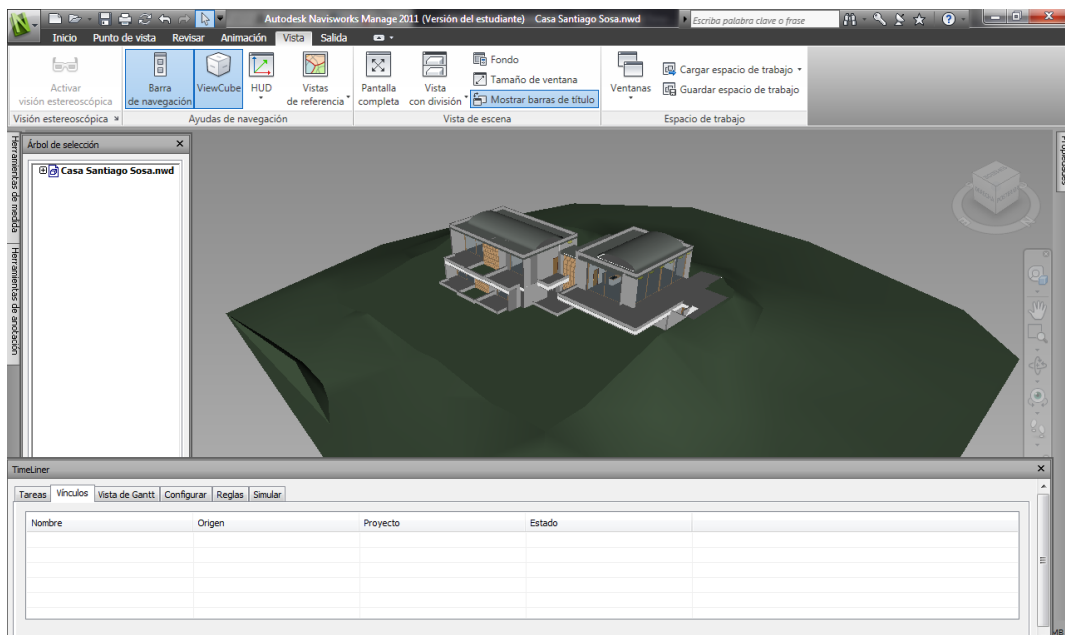 Autodesk Navisworks Manage 2011 (Versión del estudiante) Casa Santiago Sosa.nwd
Escriba palabra clave o frase
Inicio Punto de vista Revisar Animación Vista Salida
Activar
visión estereoscópica
Barra
de navegación
ViewCube
HUD
Vistas
de referencia
Pantalla
completa
Vista
con división
Fondo
Tamaño de ventana
Mostrar barras de título
Ventanas
Cargar espacio de trabajo
Guardar espacio de trabajo
Visión estereoscópica Ayudas de navegación Vista de escena Espacio de trabajo
Herramientas de medida
Herramientas de anotación
Árbol de selección
Casa Santiago Sosa.nwd
Propiedades
TimeLiner
Tareas Vínculos Vista de Gantt Configurar Reglas Simular
Nombre Origen Proyecto Estado
MB